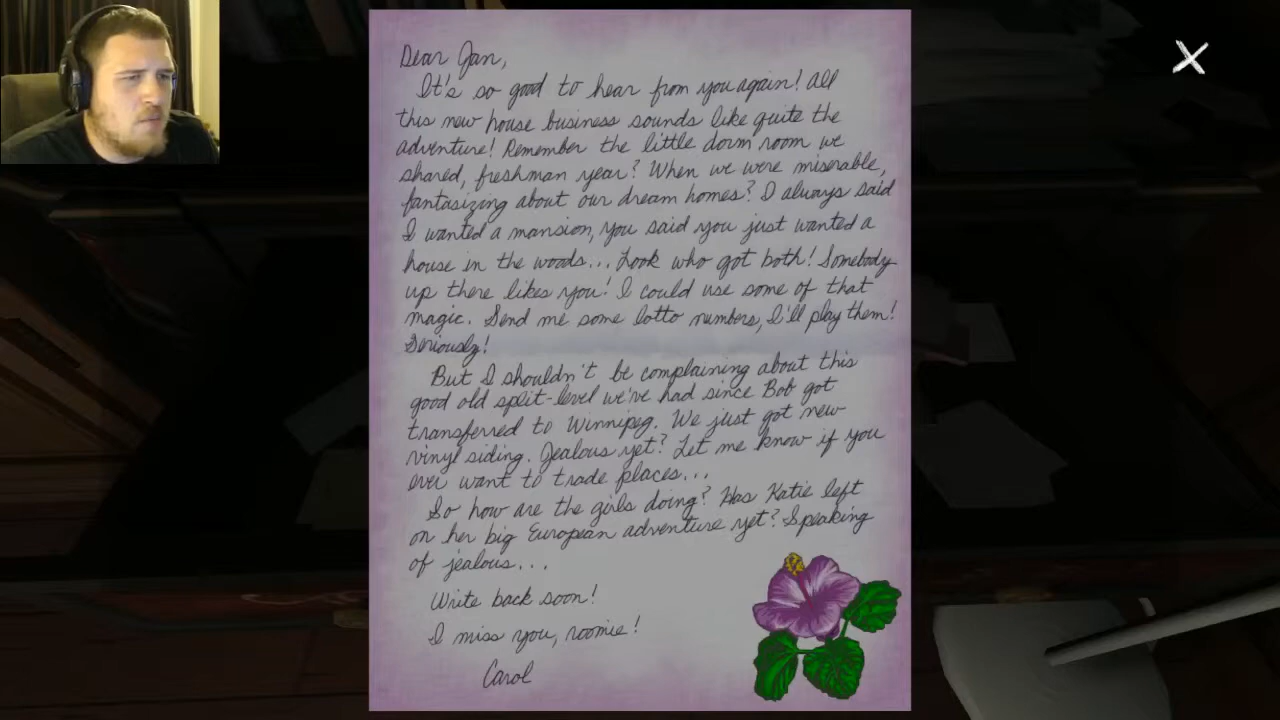 Dear Jan,
It's so good to hear from you again! All
this new house business sounds like quite the
adventure! Remember the little dorm room we
shared, freshman year? When we were miserable,
fantasizing about our dream homes? I always said
I wanted a mansion, you said you just wanted a
house in the woods... Look who got both! Somebody
up there likes you! I could use some of that
magic. Send me some lotto numbers, I'll play them!
Seriously!
But I shouldn't be complaining about this
good old split-level we've had since Bob got
transferred to Winnipeg. We just got new
vinyl siding. Jealous yet? Let me know if you
ever want to trade places...
So how are the girls doing? Has Katie left
on her big European adventure yet? Speaking
of jealous...
Write back soon!
I miss you, roomie!
Carol